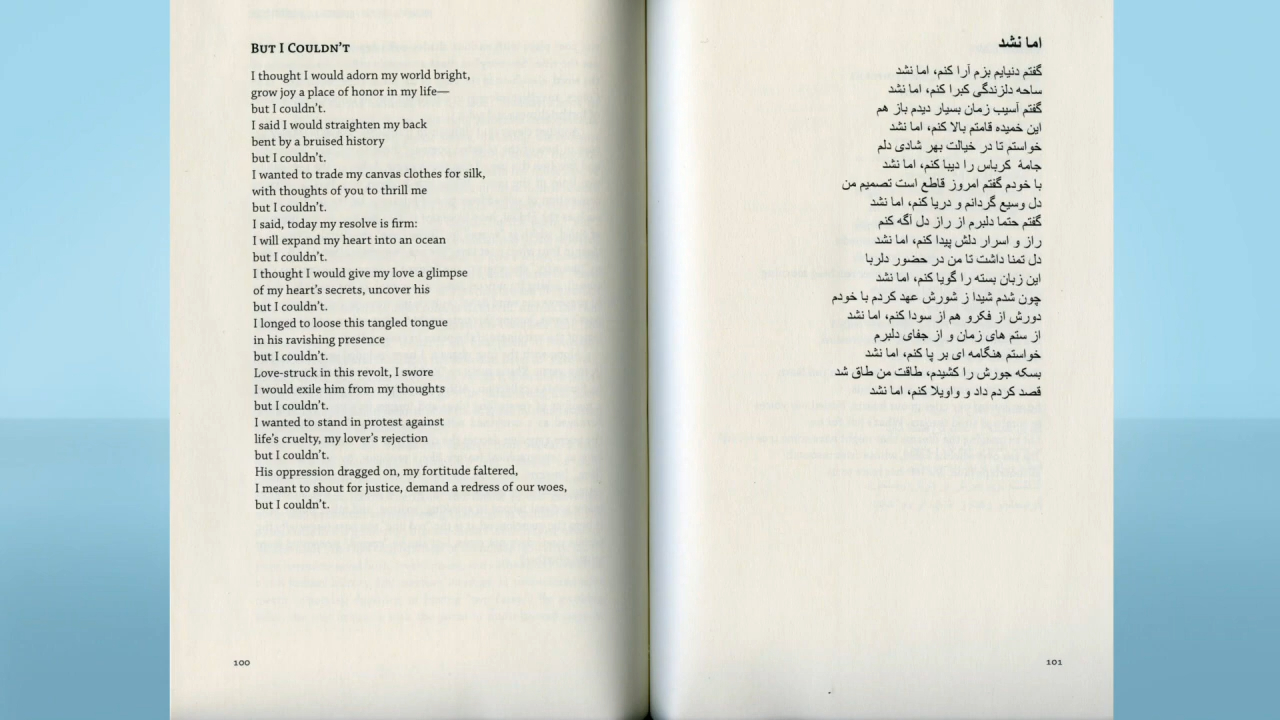 BUT I COULDN'T
I thought I would adorn my world bright,
grow joy a place of honor in my life—
but I couldn't.
I said I would straighten my back
bent by a bruised history
but I couldn't.
I wanted to trade my canvas clothes for silk,
with thoughts of you to thrill me
but I couldn't.
I said, today my resolve is firm:
I will expand my heart into an ocean
but I couldn't.
I thought I would give my love a glimpse
of my heart's secrets, uncover his
but I couldn't.
I longed to loose this tangled tongue
in his ravishing presence
but I couldn't.
Love-struck in this revolt, I swore
I would exile him from my thoughts
but I couldn't.
I wanted to stand in protest against
life's cruelty, my lover's rejection
but I couldn't.
His oppression dragged on, my fortitude faltered,
I meant to shout for justice, demand a redress of our woes,
but I couldn't.
100
اما نشد
گفتم دنیایم بزم آرا کنم، اما نشد
ساحه دلزندگی کبرا کنم، اما نشد
گفتم آسیب زمان بسیار دیدم باز هم
این خمیده قامتم بالا کنم، اما نشد
خواستم تا در خیالت بهر شادی دلم
جامۀ کرباس را دیبا کنم، اما نشد
با خودم گفتم امروز قاطع است تصمیم من
دل وسیع گردانم و دریا کنم، اما نشد
گفتم حتما دلبرم از راز دل آگه کنم
راز و اسرار دلش پیدا کنم، اما نشد
دل تمنا داشت تا من در حضور دلربا
این زبان بسته را گویا کنم، اما نشد
چون شدم شیدا ز شورش عهد کردم با خودم
دورش از فکرو هم از سودا کنم، اما نشد
از ستم های زمان و از جفای دلبرم
خواستم هنگامه ای بر پا کنم، اما نشد
بسکه جورش را کشیدم، طاقت من طاق شد
قصد کردم داد و واویلا کنم، اما نشد
101